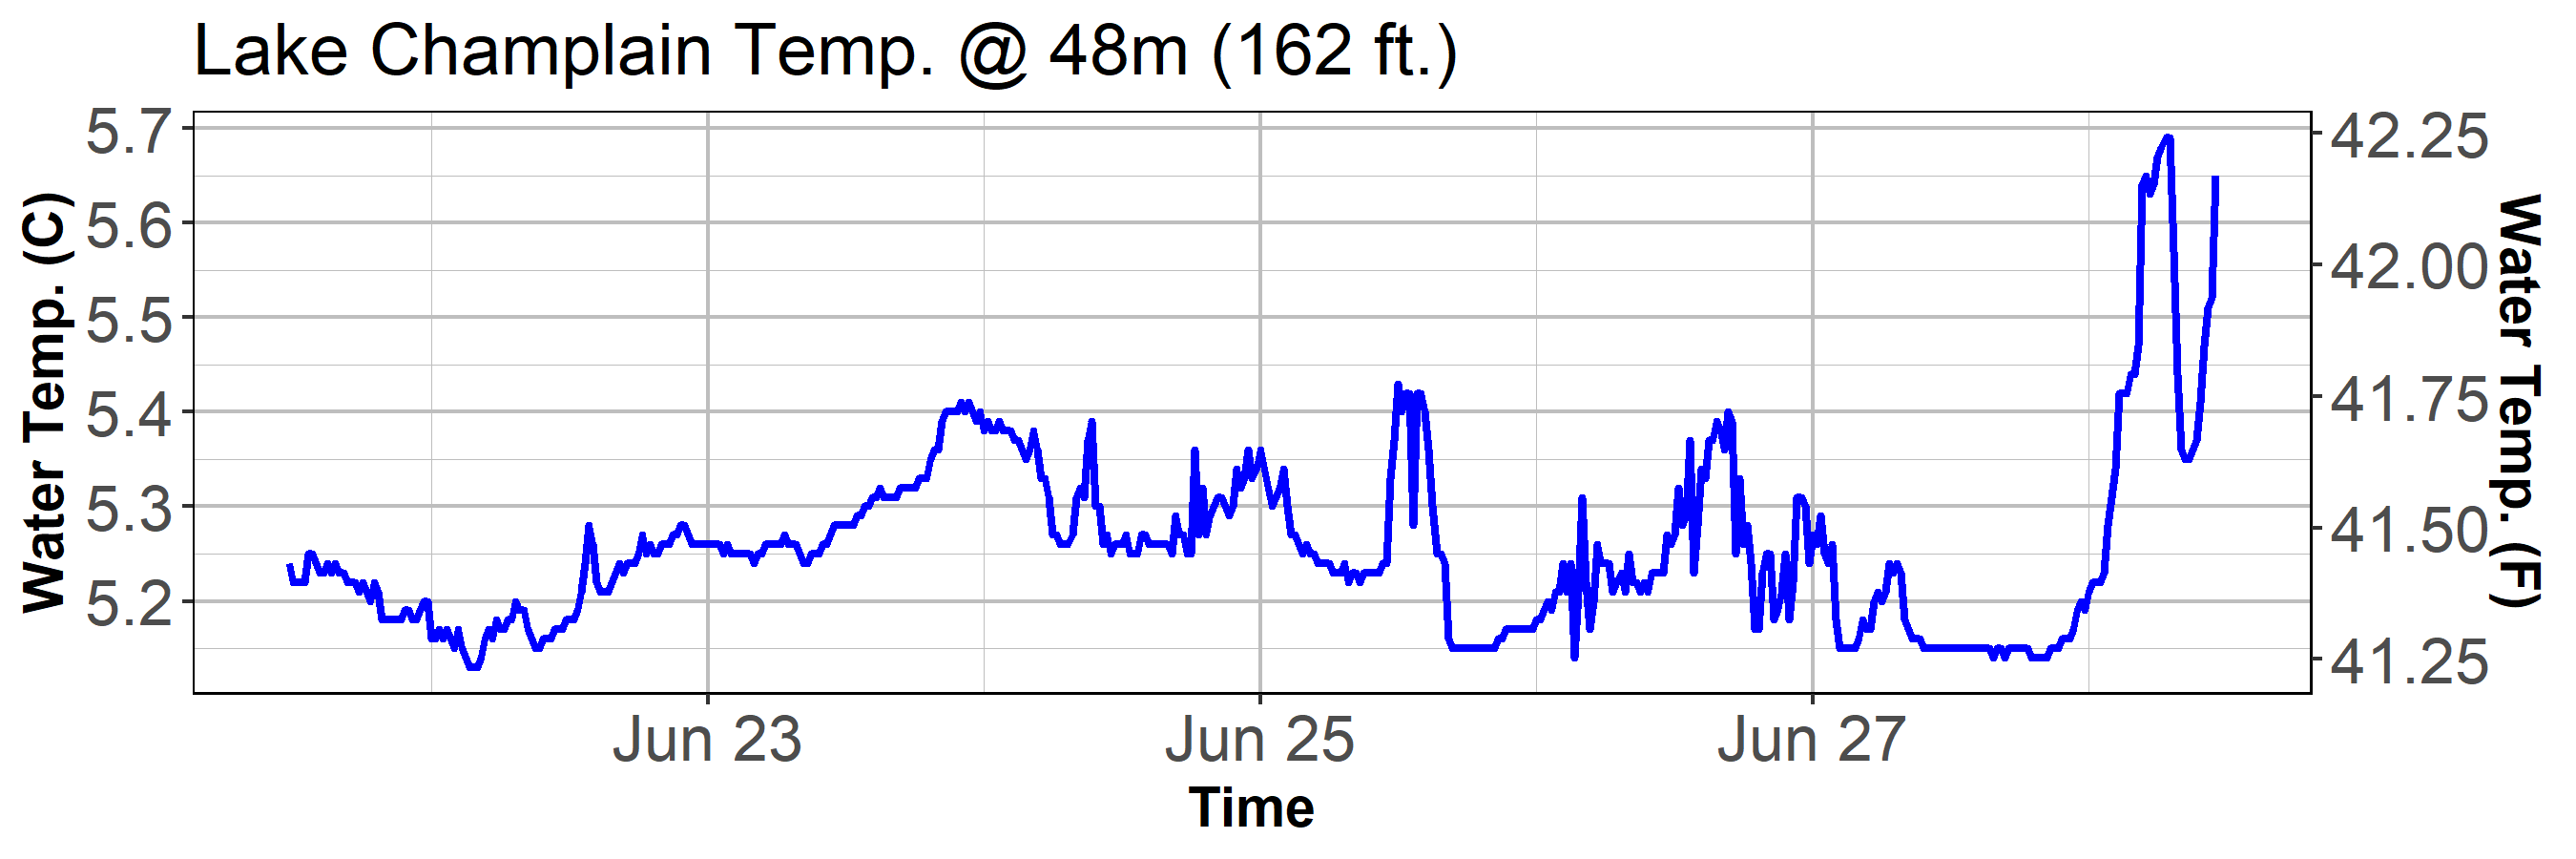 Lake Champlain Temp. @ 48m (162 ft.)
Water Temp. (C)
5.7
5.6
5.5
5.4
5.3
5.2
42.25
42.00
41.75
41.50
41.25
Water Temp. (F)
Jun 23 Jun 25 Jun 27
Time